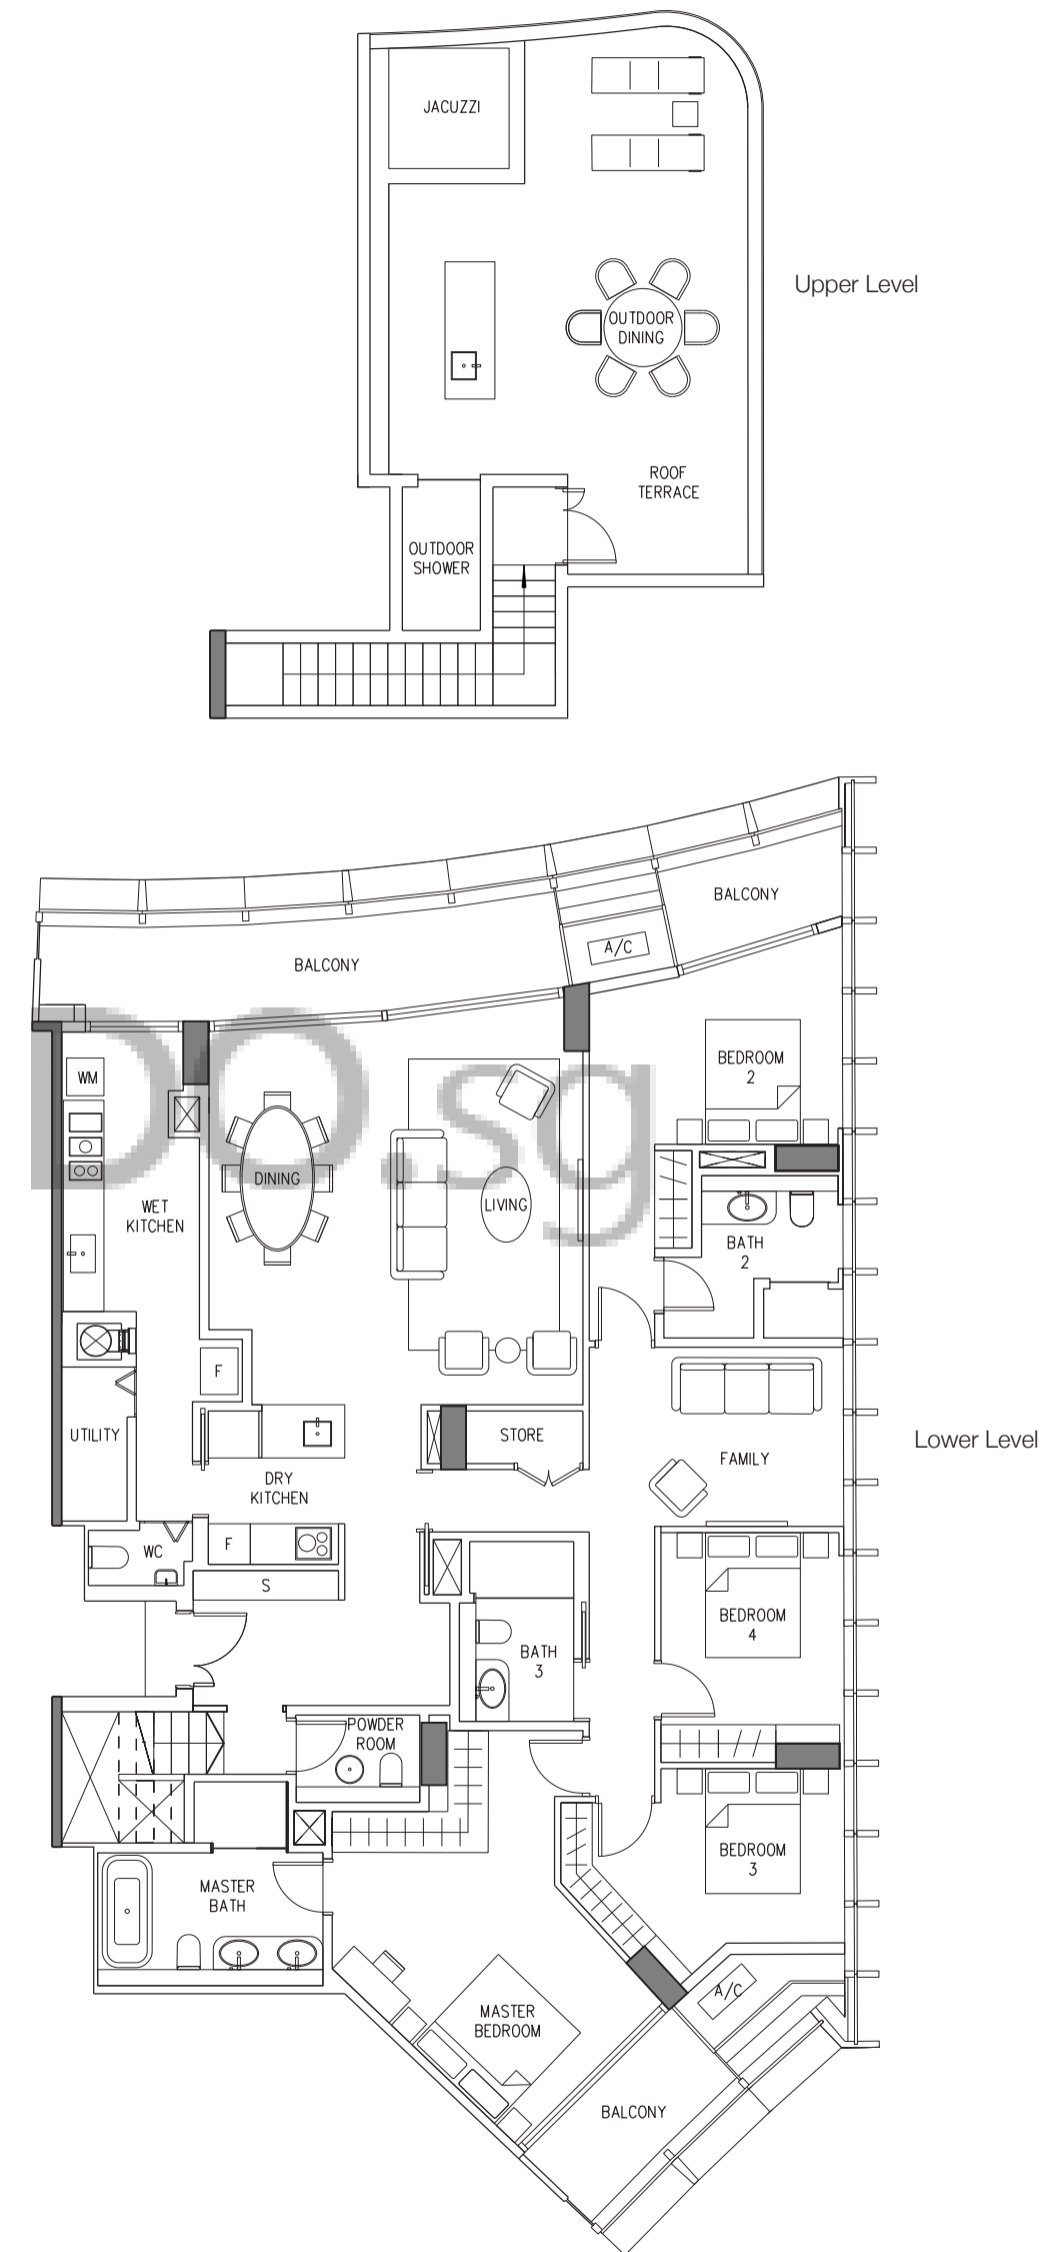 JACUZZI
Upper Level
OUTDOOR
DINING
ROOF
TERRACE
OUTDOOR
SHOWER
BALCONY
A/C
BALCONY
BEDROOM
2
WM
DINING
LIVING
WET
KITCHEN
BATH
2
F
UTILITY
STORE
Lower Level
FAMILY
DRY
KITCHEN
WC
F
S
BEDROOM
4
BATH
3
POWDER
ROOM
BEDROOM
3
MASTER
BATH
A/C
MASTER
BEDROOM
BALCONY